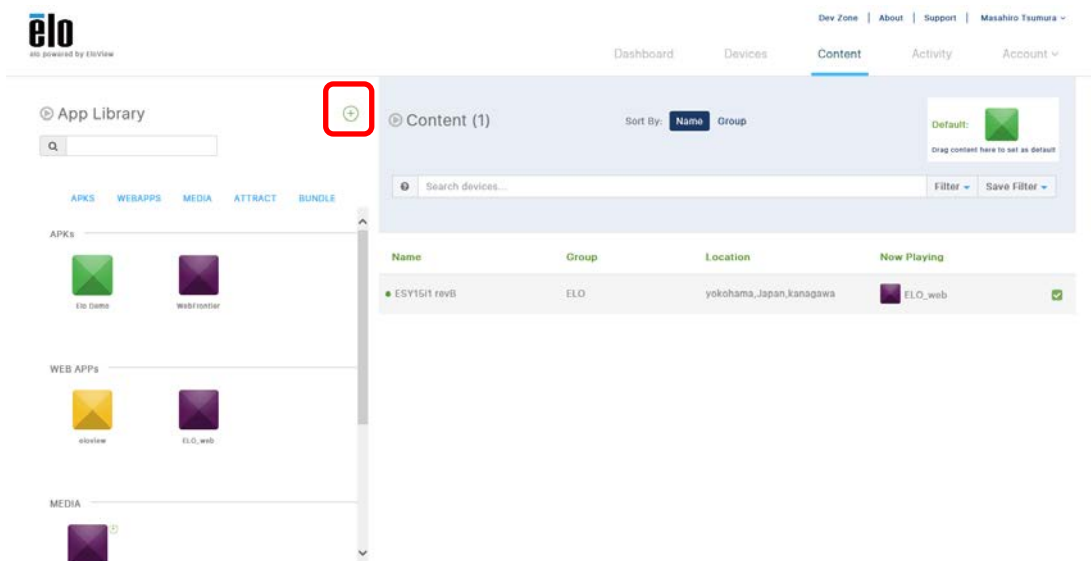 Dev Zone | About | Support | Masahiro Tsumura
ēlo
elo powered by EloView
Dashboard Devices Content Activity Account
App Library
Content (1)
Sort By: Name Group
Default:
Drag content here to set as default
Search devices...
Filter
Save Filter
APKS WEBAPPS MEDIA ATTRACT BUNDLE
APKs
Elo Demo
WebFrontier
WEB APPs
eloview
ELO_web
MEDIA
Name Group Location Now Playing
ESY15i1 revB ELO yokohama,Japan,kanagawa ELO_web